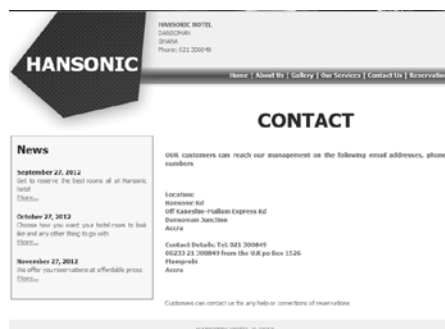 HANSONIC HOTEL
DANSOMAN
GHANA
Phone: 021 300849
HANSONIC
Home | About Us | Gallery | Our Services | Contact Us | Reservation
CONTACT
News
September 27, 2012
Get to reserve the best rooms all at Hansonic
hotel
More...
October 27, 2012
Choose how you want your hotel room to look
like and any other thing to go with
More...
November 27, 2012
We offer you reservations at affordable prices
More...
OUR customers can reach our management on the following email addresses, phone
numbers
Location:
Hansonic Rd
Off Kaneshie-Mallam Express Rd
Dansoman Junction
Accra
Contact Details: Tel: 021 300849
00233 21 300849 from the U.K po Box 1526
Mamprobi
Accra
Customers can contact us for any help or corrections of reservations